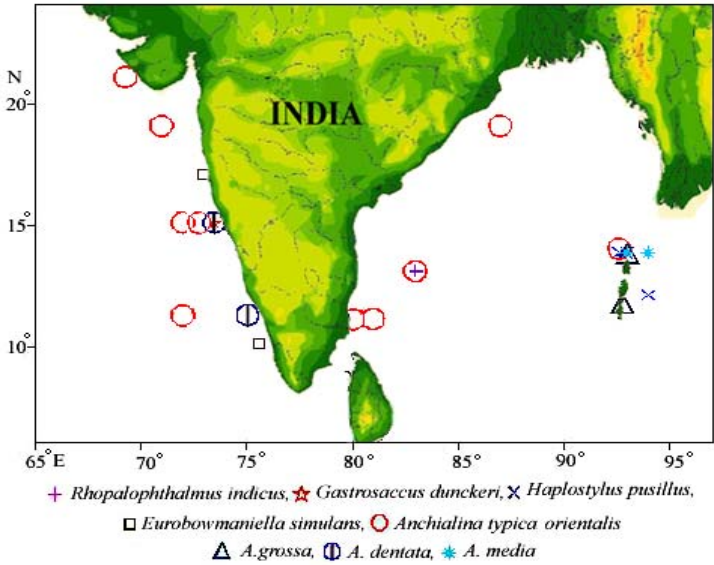 N
20°
INDIA
15°
10°
65°E 70° 75° 80° 85° 90° 95°
Rhopalophthalmus indicus, Gastrosaccus dunckeri, Haplostylus pusillus,
Eurobowmaniella simulans, Anchialina typica orientalis
A.grossa, A. dentata, A. media